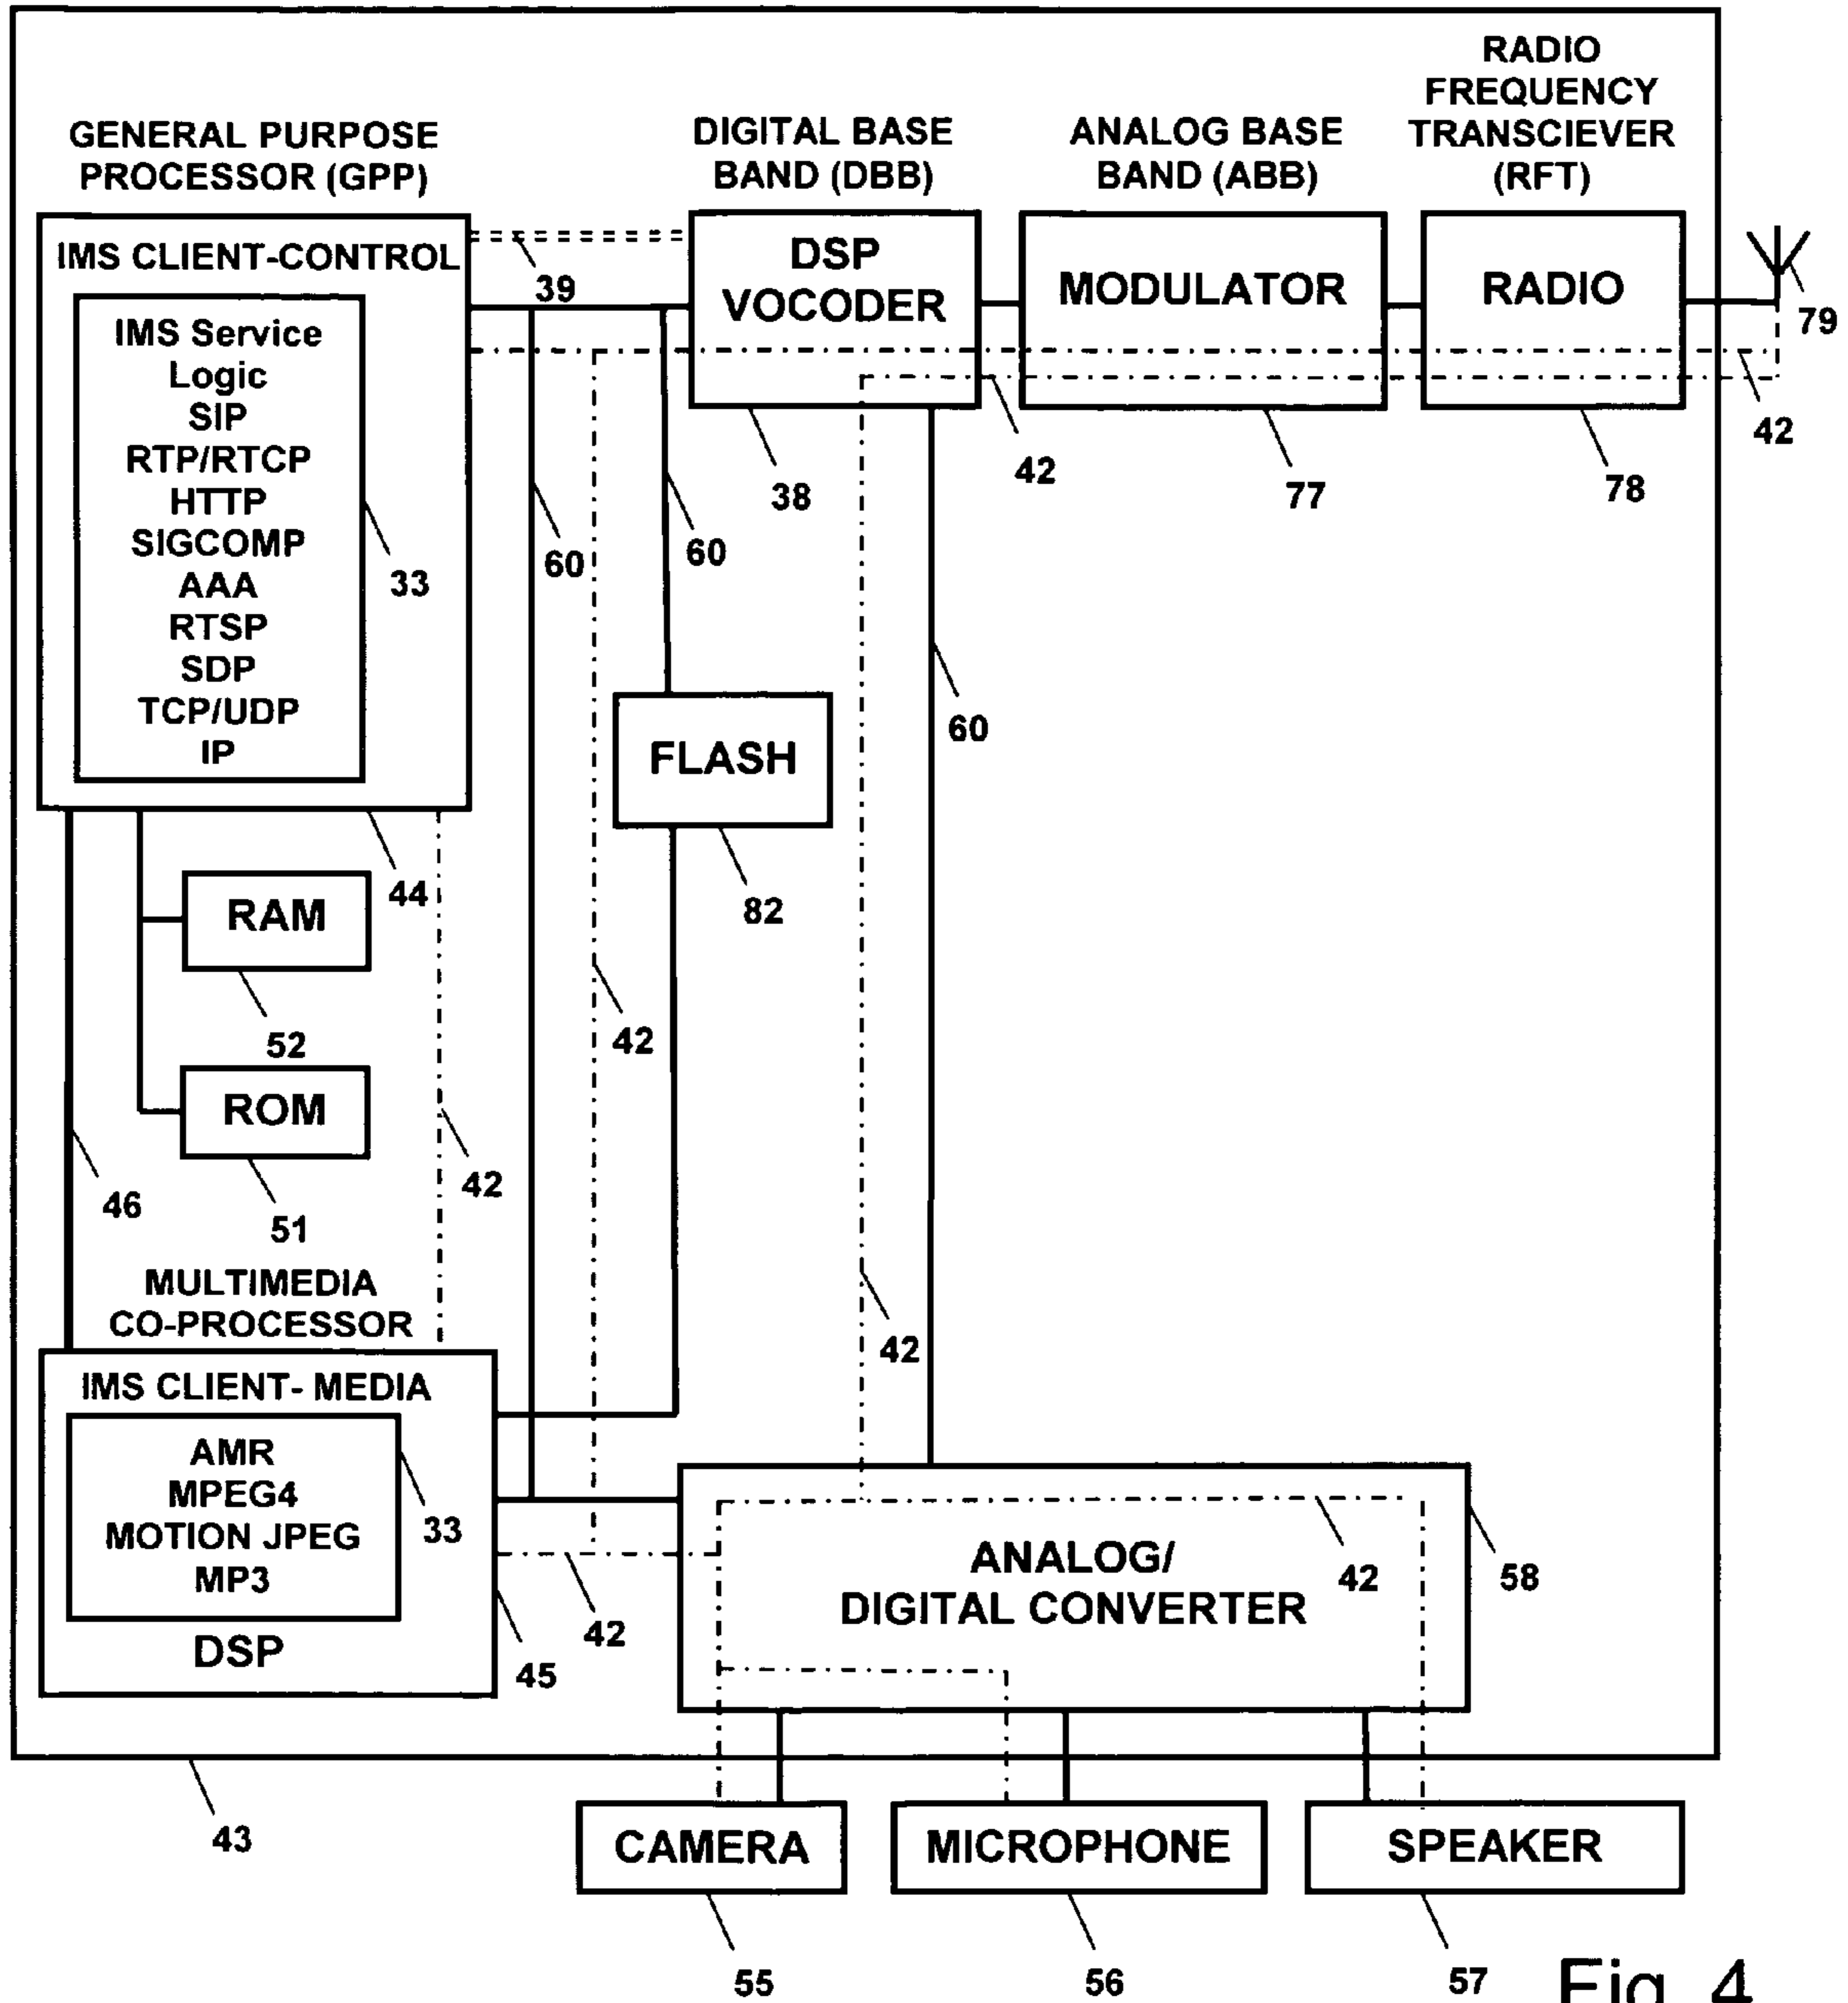 RADIO
FREQUENCY
TRANSCIEVER
(RFT)
GENERAL PURPOSE
PROCESSOR (GPP)
DIGITAL BASE
BAND (DBB)
ANALOG BASE
BAND (ABB)
IMS CLIENT-CONTROL
IMS Service
Logic
SIP
RTP/RTCP
HTTP
SIGCOMP
AAA
RTSP
SDP
TCP/UDP
IP
33
39
DSP
VOCODER
MODULATOR
RADIO
79
42
42
38
77
78
60
60
60
FLASH
82
44
RAM
52
ROM
51
42
42
46
42
MULTIMEDIA
CO-PROCESSOR
IMS CLIENT- MEDIA
AMR
MPEG4
MOTION JPEG
MP3
33
DSP
45
42
ANALOG/
DIGITAL CONVERTER
42
58
43
CAMERA
MICROPHONE
SPEAKER
55
56
57
Fig. 4